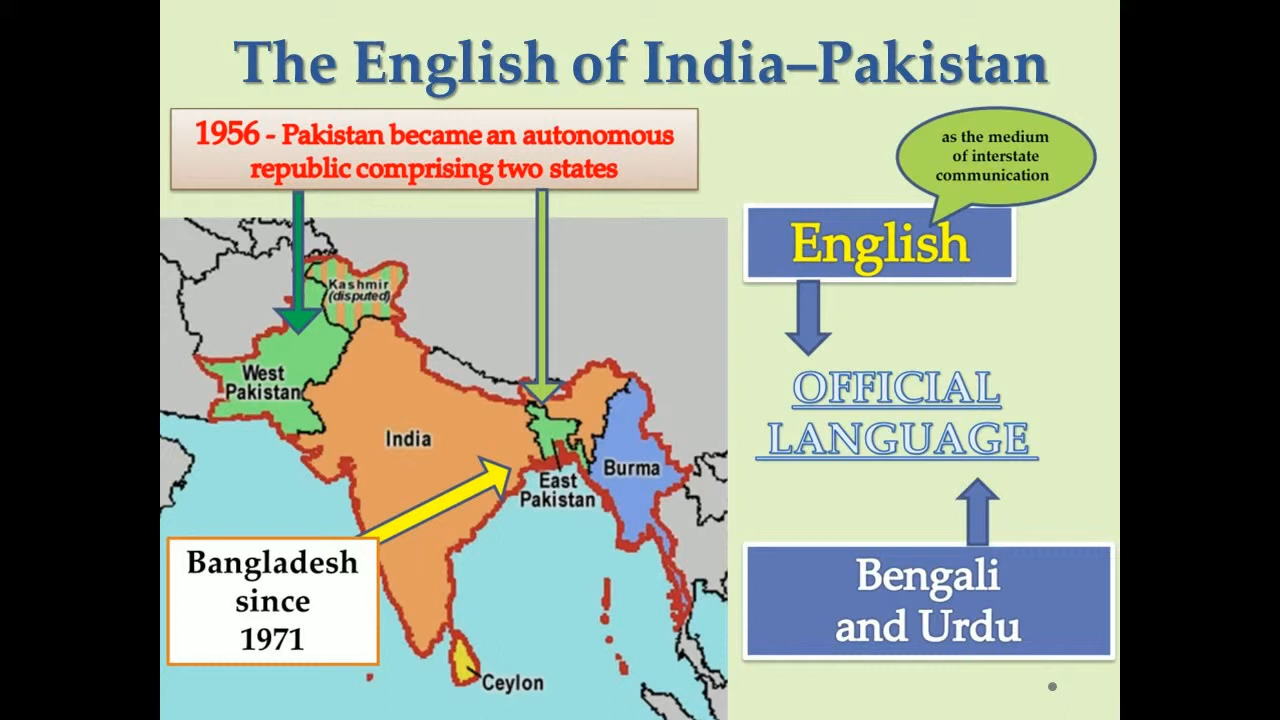 The English of India–Pakistan
1956 - Pakistan became an autonomous
republic comprising two states
as the medium
of interstate
communication
English
OFFICIAL
LANGUAGE
Bengali
and Urdu
Kashmir
(disputed)
West
Pakistan
India
Burma
East
Pakistan
Ceylon
Bangladesh
since
1971